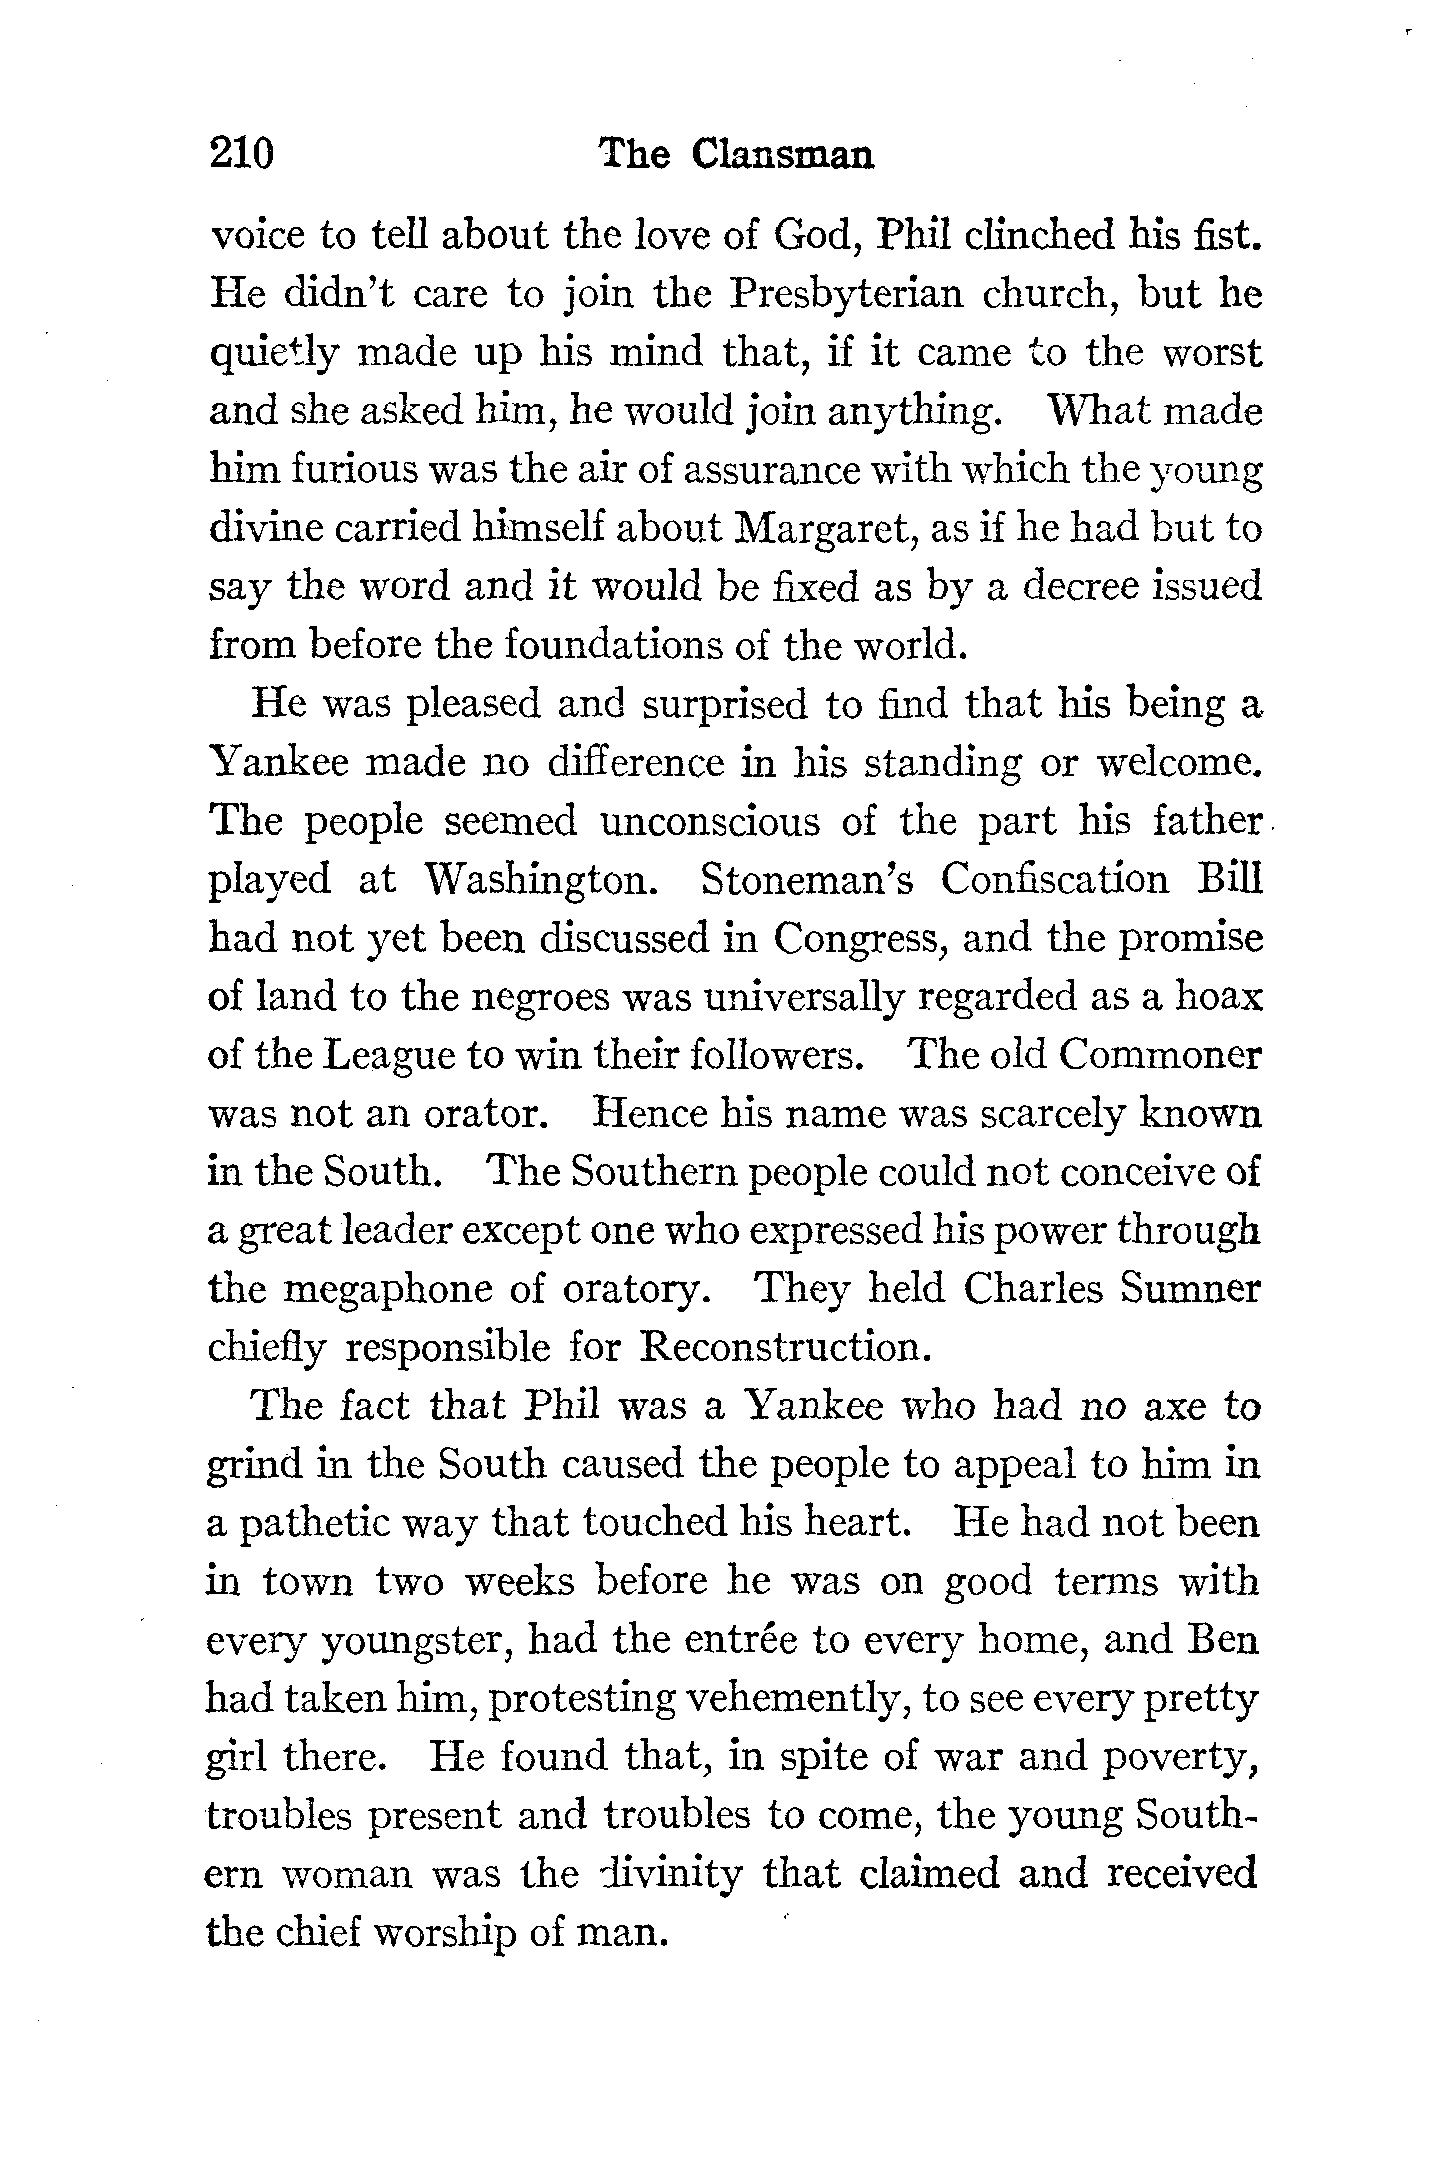 210 The Clansman
voice to tell about the love of God, Phil clinched his fist.
He didn't care to join the Presbyterian church, but he
quietly made up his mind that, if it came to the worst
and she asked him, he would join anything. What made
him furious was the air of assurance with which the young
divine carried himself about Margaret, as if he had but to
say the word and it would be fixed as by a decree issued
from before the foundations of the world.
He was pleased and surprised to find that his being a
Yankee made no difference in his standing or welcome.
The people seemed unconscious of the part his father
played at Washington. Stoneman's Confiscation Bill
had not yet been discussed in Congress, and the promise
of land to the negroes was universally regarded as a hoax
of the League to win their followers. The old Commoner
was not an orator. Hence his name was scarcely known
in the South. The Southern people could not conceive of
a great leader except one who expressed his power through
the megaphone of oratory. They held Charles Sumner
chiefly responsible for Reconstruction.
The fact that Phil was a Yankee who had no axe to
grind in the South caused the people to appeal to him in
a pathetic way that touched his heart. He had not been
in town two weeks before he was on good terms with
every youngster, had the entrée to every home, and Ben
had taken him, protesting vehemently, to see every pretty
girl there. He found that, in spite of war and poverty,
troubles present and troubles to come, the young South-
ern woman was the divinity that claimed and received
the chief worship of man.